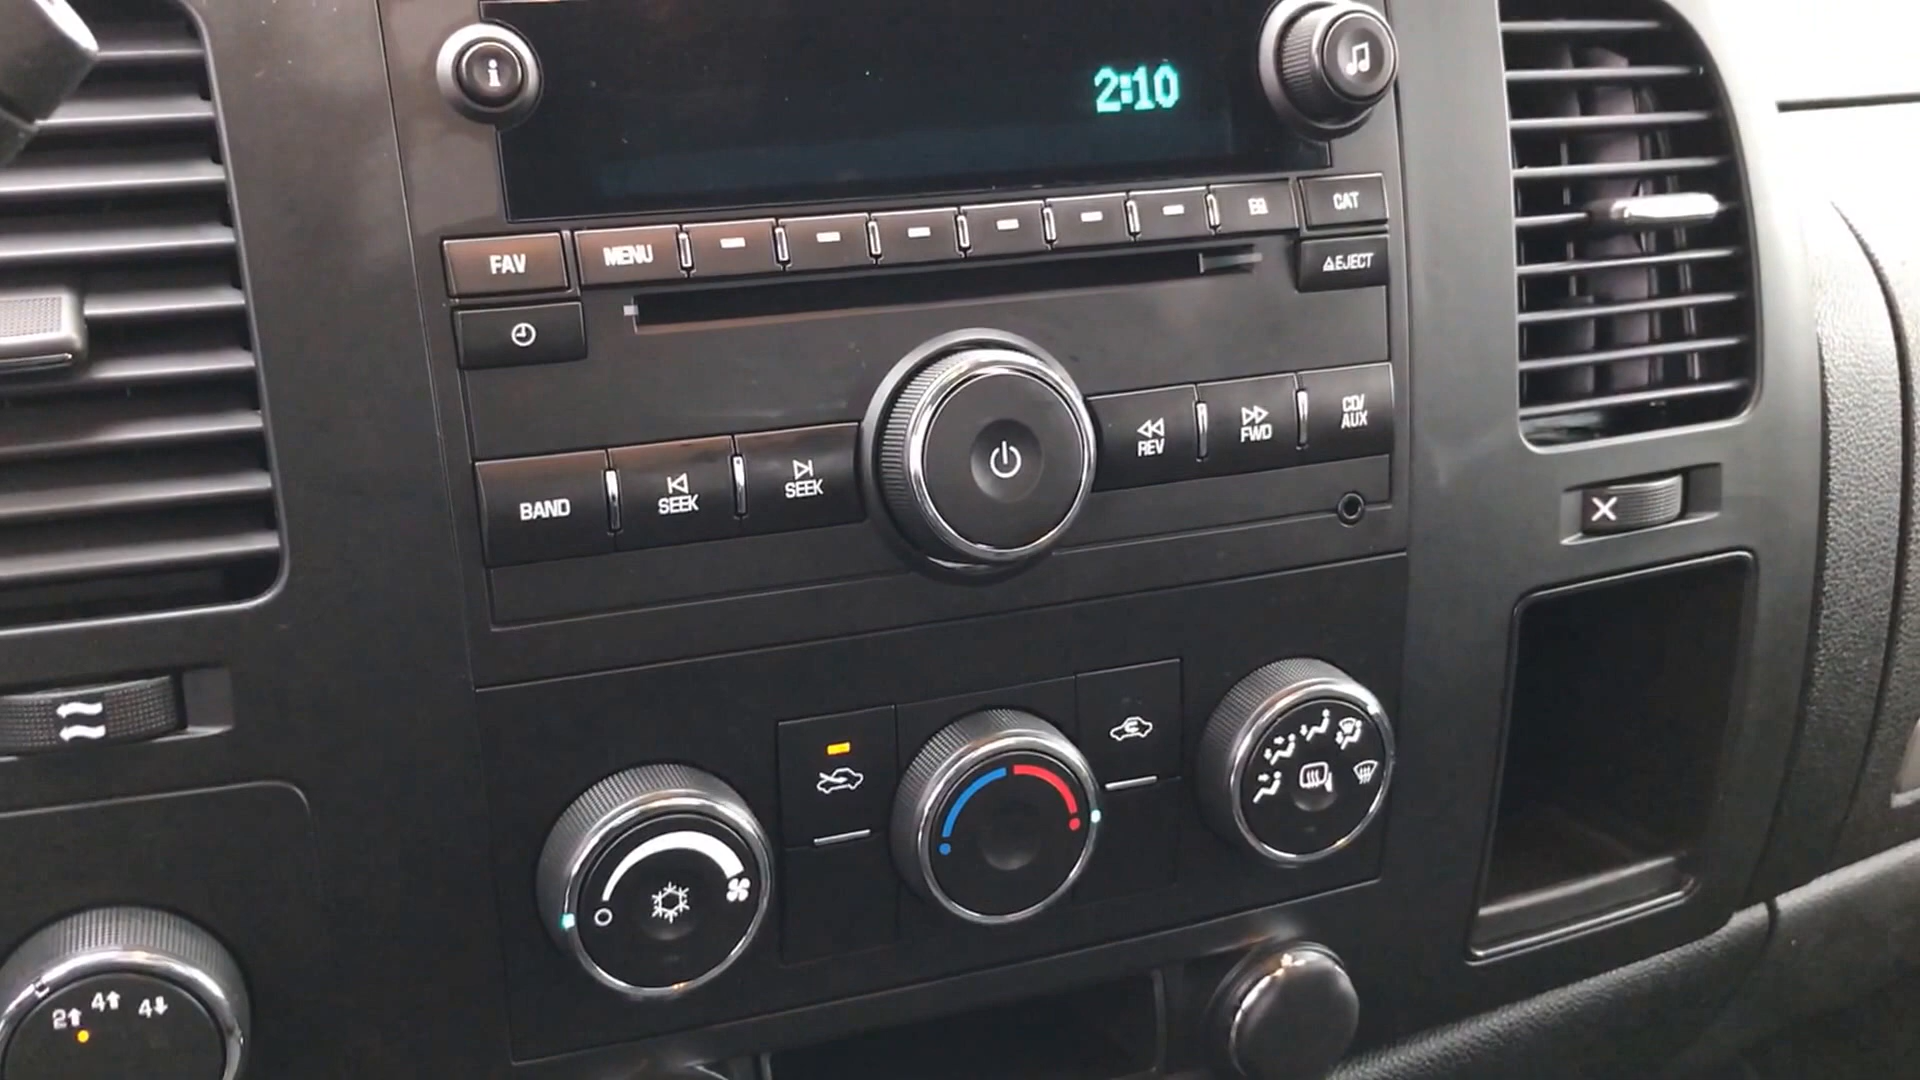 i
2:10
FAV
MENU
CAT
EJECT
BAND
SEEK
SEEK
REV
FWD
CD/
AUX
X
2
4
4